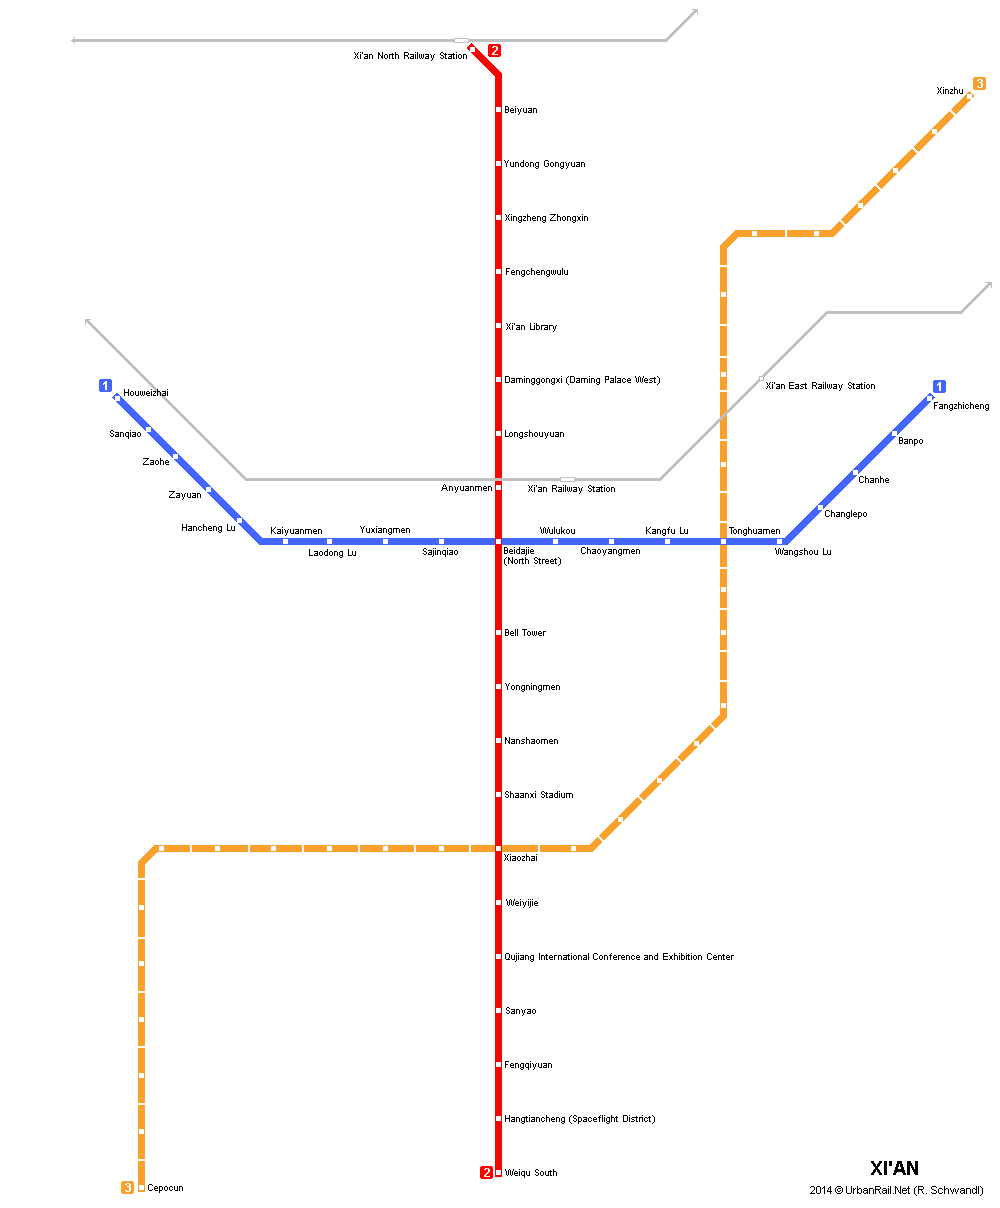 2
Xi'an North Railway Station
3
Xinzhu
Beiyuan
Yundong Gongyuan
Xingzheng Zhongxin
Fengchengwulu
Xi'an Library
Daminggongxi (Daming Palace West)
Xi'an East Railway Station
1
Houweizhai
1
Fangzhicheng
Sanqiao
Longshouyuan
Banpo
Zaohe
Chanhe
Zayuan
Anyuanmen
Xi'an Railway Station
Changlepo
Hancheng Lu
Kaiyuanmen
Yuxiangmen
Wulukou
Kangfu Lu
Tonghuamen
Laodong Lu
Sajinqiao
Beidajie
(North Street)
Chaoyangmen
Wangshou Lu
Bell Tower
Yongningmen
Nanshaomen
Shaanxi Stadium
Xiaozhai
Weiyijie
Qujiang International Conference and Exhibition Center
Sanyao
Fengqiyuan
Hangtiancheng (Spaceflight District)
2
Weiqu South
3
Cepocun
XI'AN
2014 © UrbanRail.Net (R. Schwandl)